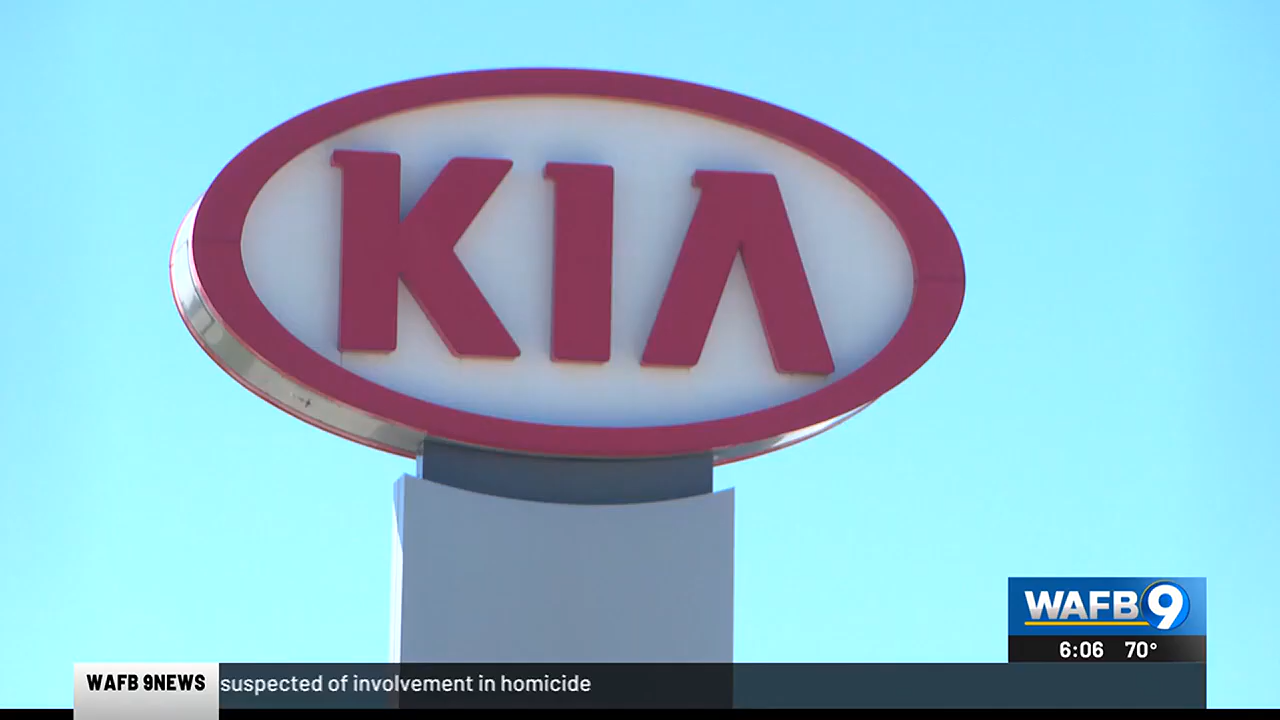 KIA
WAFB 9
6:06 70°
WAFB 9NEWS
suspected of involvement in homicide